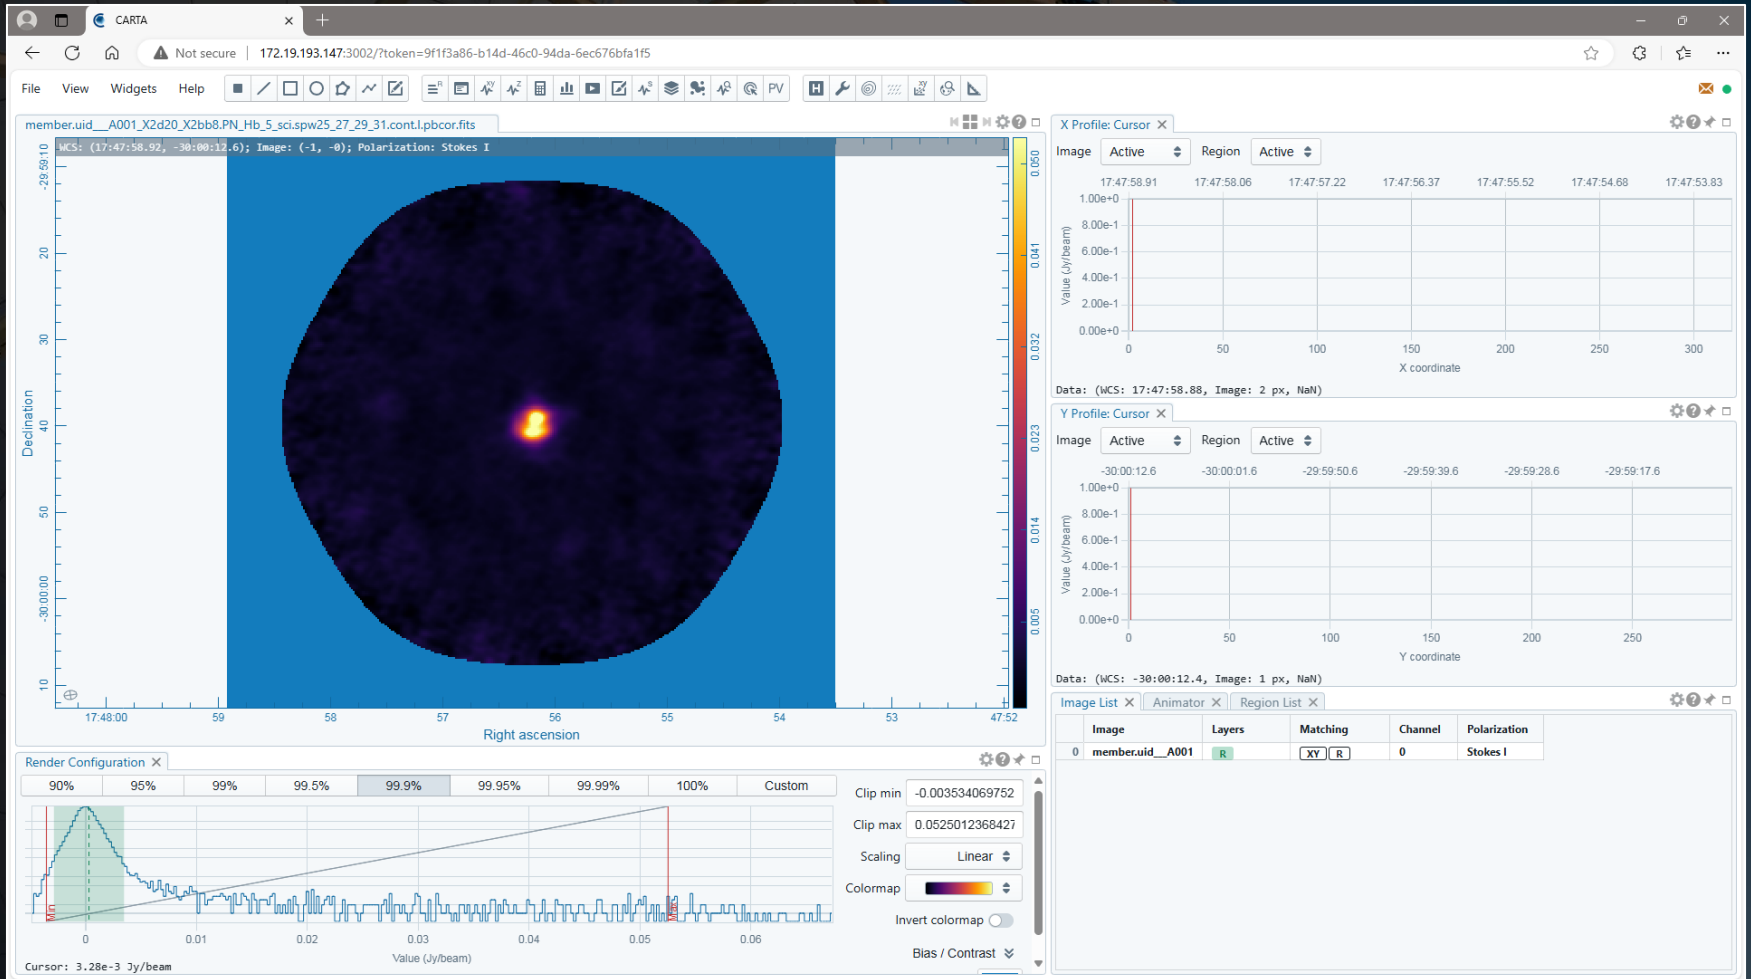 CARTA
Not secure 172.19.193.147:3002/?token=9f1f3a86-b14d-46c0-94da-6ec676bfa1f5
File View Widgets Help
PV
member.uid___A001_X2d20_X2bb8.PN_Hb_5_sci.spw25_27_29_31.cont.I.pbcor.fits
WCS: (17:47:58.92, -30:00:12.6); Image: (-1, -0); Polarization: Stokes I
-29:59:10
20
30
40
50
-30:00:00
10
Declination
17:48:00 59 58 57 56 55 54 53 47:52
Right ascension
0.050
0.041
0.032
0.023
0.014
0.005
X Profile: Cursor
Image Active Region Active
17:47:58.91 17:47:58.06 17:47:57.22 17:47:56.37 17:47:55.52 17:47:54.68 17:47:53.83
1.00e+0
8.00e-1
6.00e-1
4.00e-1
2.00e-1
0.00e+0
Value (Jy/beam)
0 50 100 150 200 250 300
X coordinate
Data: (WCS: 17:47:58.88, Image: 2 px, NaN)
Y Profile: Cursor
Image Active Region Active
-30:00:12.6 -30:00:01.6 -29:59:50.6 -29:59:39.6 -29:59:28.6 -29:59:17.6
1.00e+0
8.00e-1
6.00e-1
4.00e-1
2.00e-1
0.00e+0
Value (Jy/beam)
0 50 100 150 200 250
Y coordinate
Data: (WCS: -30:00:12.4, Image: 1 px, NaN)
Image List Animator Region List
Image Layers Matching Channel Polarization
0 member.uid___A001 R XY R 0 Stokes I
Render Configuration
90% 95% 99% 99.5% 99.9% 99.95% 99.99% 100% Custom
Min
Max
0 0.01 0.02 0.03 0.04 0.05 0.06
Value (Jy/beam)
Cursor: 3.28e-3 Jy/beam
Clip min -0.003534069752
Clip max 0.0525012368427
Scaling Linear
Colormap
Invert colormap
Bias / Contrast